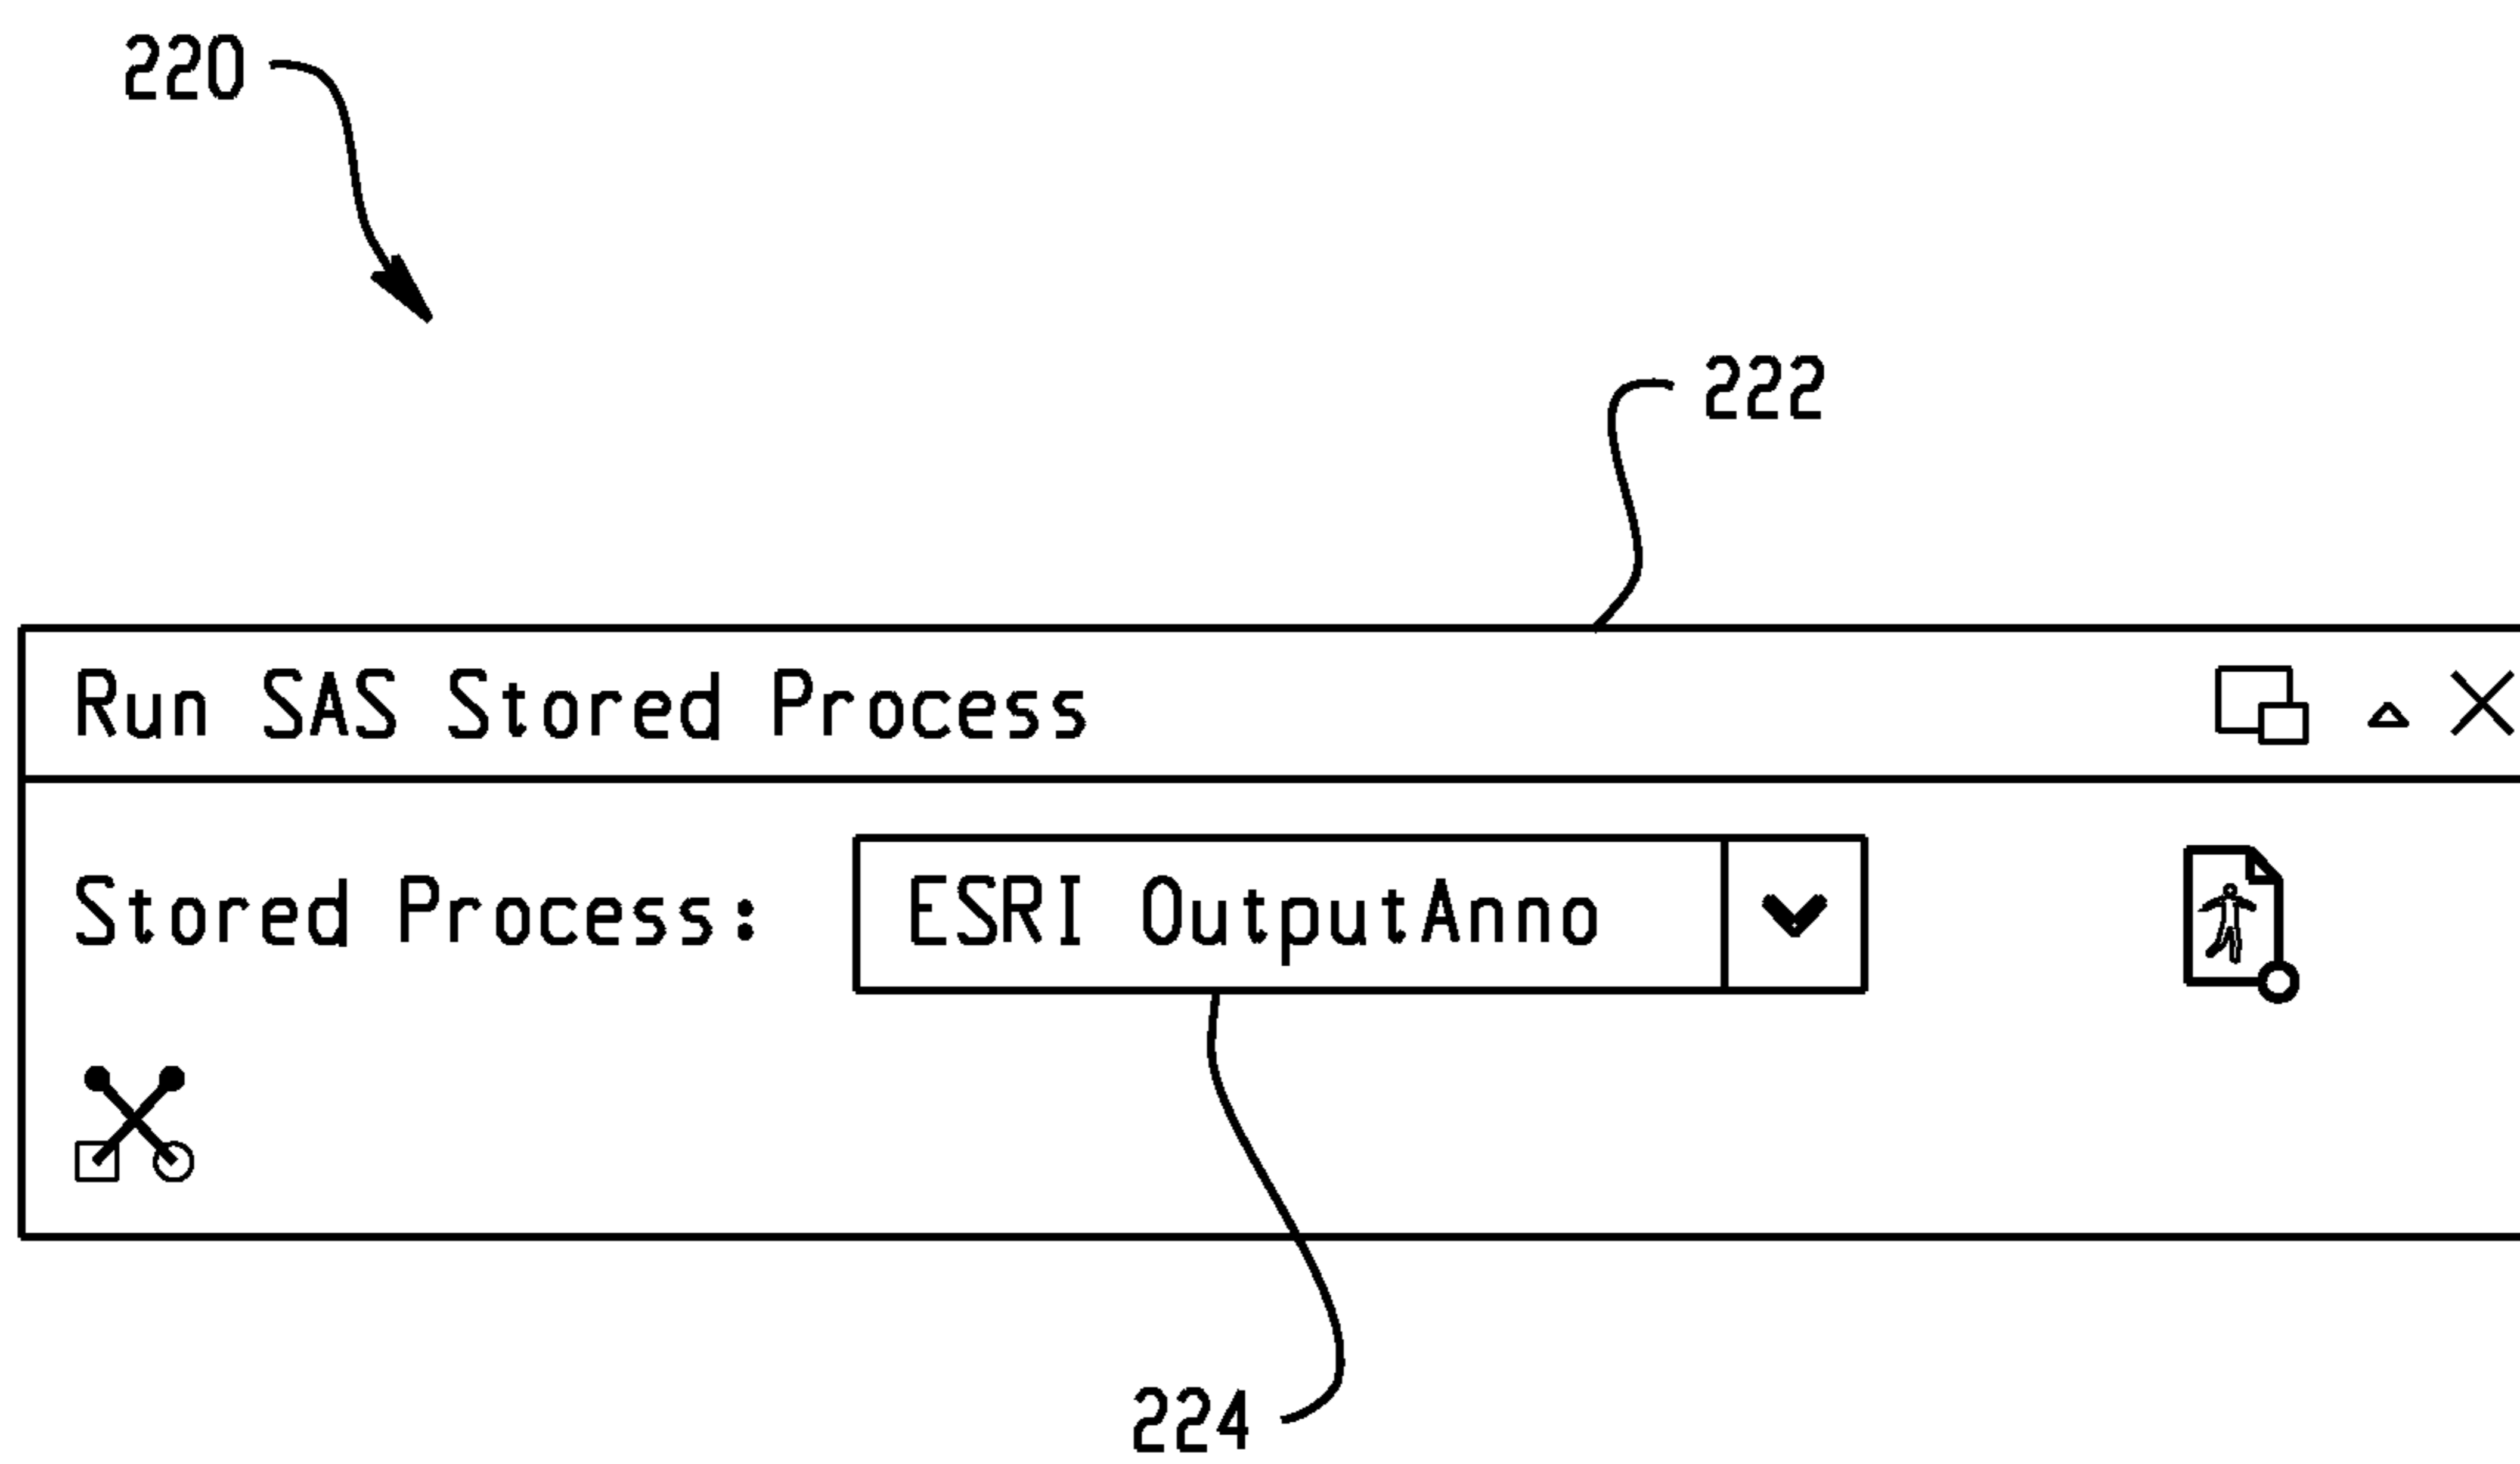 220
222
Run SAS Stored Process
Stored Process: ESRI OutputAnno
224